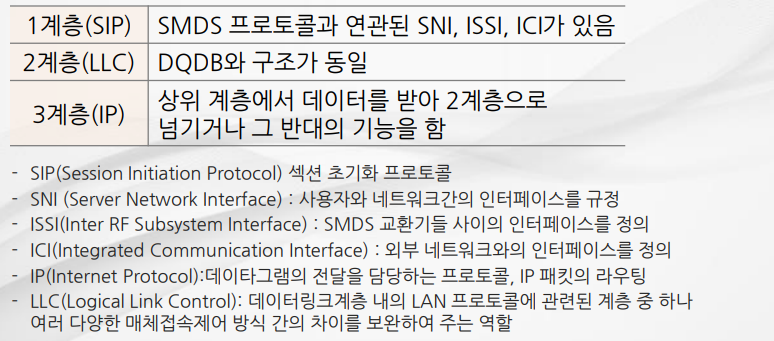 1계층(SIP) SMDS 프로토콜과 연관된 SNI, ISSI, ICI가 있음
2계층(LLC) DQDB와 구조가 동일
3계층(IP) 상위 계층에서 데이터를 받아 2계층으로
넘기거나 그 반대의 기능을 함
- SIP(Session Initiation Protocol) 섹션 초기화 프로토콜
- SNI (Server Network Interface) : 사용자와 네트워크간의 인터페이스를 규정
- ISSI(Inter RF Subsystem Interface) : SMDS 교환기들 사이의 인터페이스를 정의
- ICI(Integrated Communication Interface) : 외부 네트워크와의 인터페이스를 정의
- IP(Internet Protocol):데이타그램의 전달을 담당하는 프로토콜, IP 패킷의 라우팅
- LLC(Logical Link Control): 데이터링크계층 내의 LAN 프로토콜에 관련된 계층 중 하나
여러 다양한 매체접속제어 방식 간의 차이를 보완하여 주는 역할